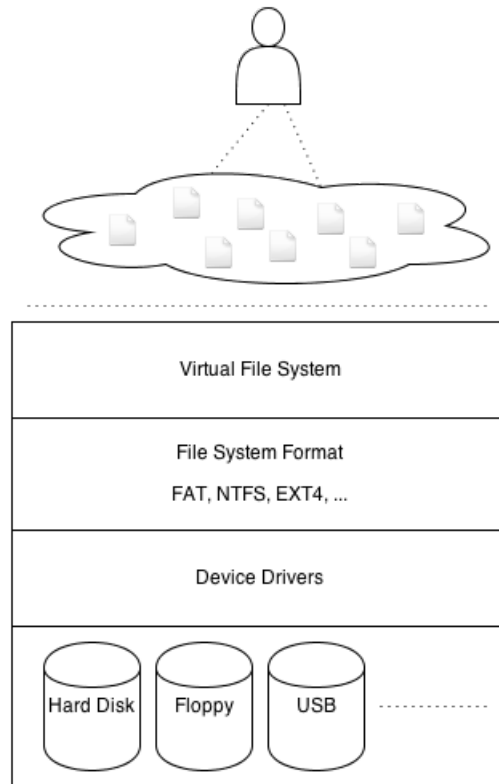 Virtual File System
File System Format
FAT, NTFS, EXT4, ...
Device Drivers
Hard Disk
Floppy
USB